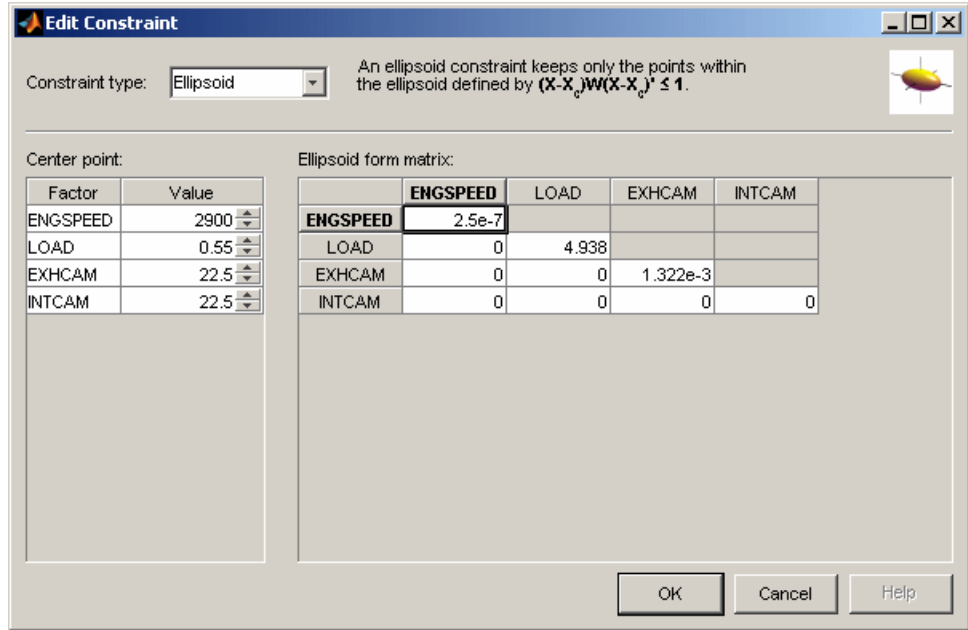 Edit Constraint
Constraint type: Ellipsoid
An ellipsoid constraint keeps only the points within
the ellipsoid defined by (X-Xc)W(X-Xc)' ≤ 1.
Center point:
Factor Value
ENGSPEED 2900
LOAD 0.55
EXHCAM 22.5
INTCAM 22.5
Ellipsoid form matrix:
ENGSPEED LOAD EXHCAM INTCAM
ENGSPEED 2.5e-7
LOAD 0 4.938
EXHCAM 0 0 1.322e-3
INTCAM 0 0 0 0
OK Cancel Help